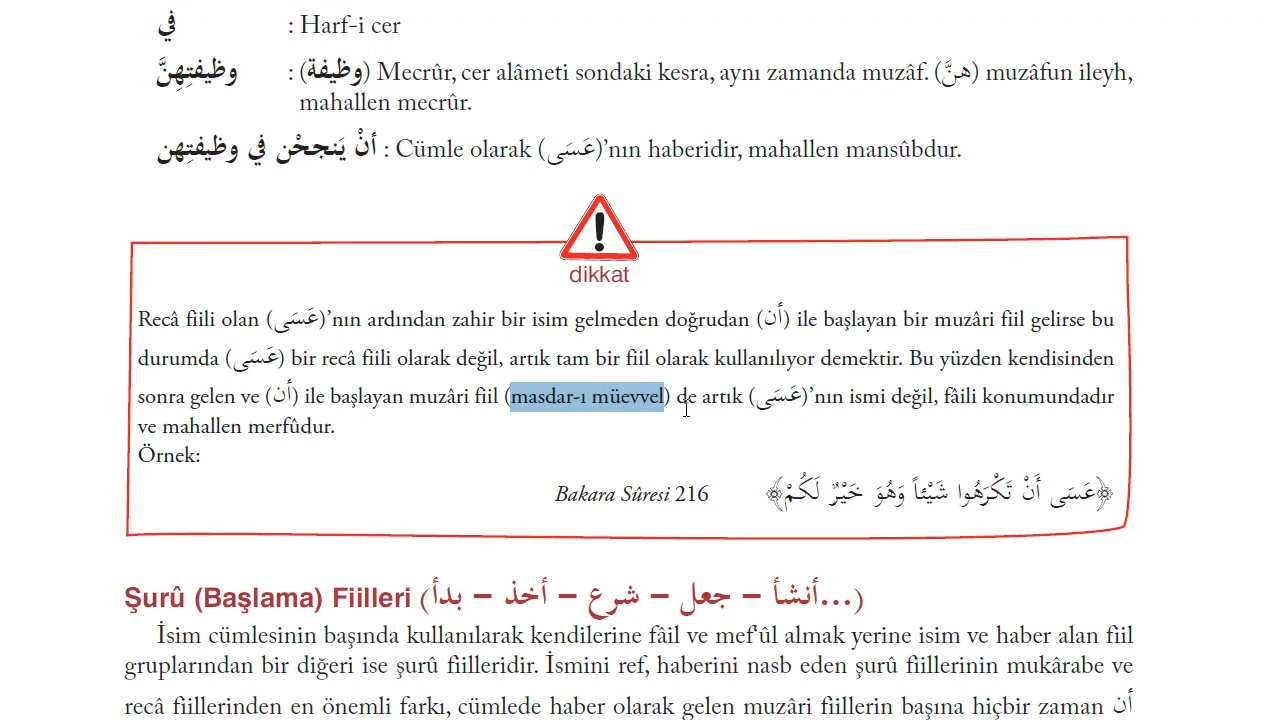 في : Harf-i cer
وظيفتِهِنَّ : (وظيفة) Mecrûr, cer alâmeti sondaki kesra, aynı zamanda muzâf. (هنَّ) muzâfun ileyh,
mahallen mecrûr.
أنْ يَنجحْن في وظيفتِهن : Cümle olarak (عَسَى)’nın haberidir, mahallen mansûbdur.
dikkat
Recâ fiili olan (عَسَى)’nın ardından zahir bir isim gelmeden doğrudan (أن) ile başlayan bir muzâri fiil gelirse bu
durumda (عَسَى) bir recâ fiili olarak değil, artık tam bir fiil olarak kullanılıyor demektir. Bu yüzden kendisinden
sonra gelen ve (أن) ile başlayan muzâri fiil (masdar-ı müevvel) de artık (عَسَى)’nın ismi değil, fâili konumundadır
ve mahallen merfûdur.
Örnek:
﴿عَسَى أَنْ تَكْرَهُوا شَيْئاً وَهُوَ خَيْرٌ لَكُمْ﴾ Bakara Sûresi 216
Şurû (Başlama) Fiilleri (أنشأ – جعل – شرع – أخذ – بدأ...)
İsim cümlesinin başında kullanılarak kendilerine fâil ve mef‘ûl almak yerine isim ve haber alan fiil
gruplarından bir diğeri ise şurû fiilleridir. İsmini ref, haberini nasb eden şurû fiillerinin mukârabe ve
recâ fiillerinden en önemli farkı, cümlede haber olarak gelen muzâri fiillerin başına hiçbir zaman أن